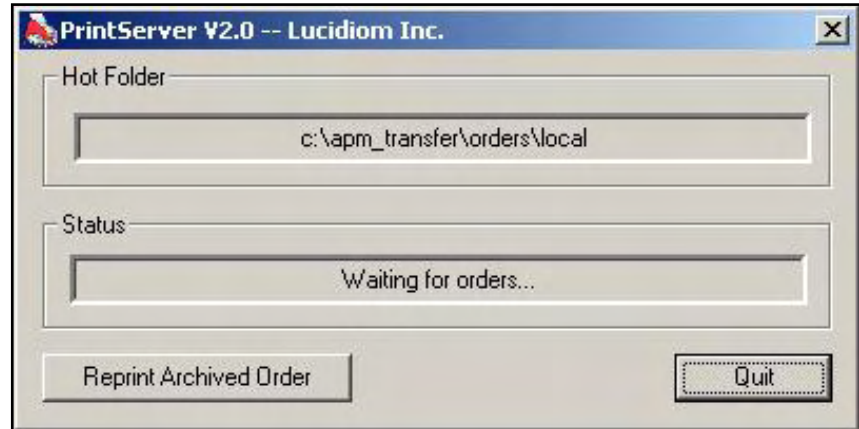 PrintServer V2.0 -- Lucidiom Inc.
Hot Folder
c:\apm_transfer\orders\local
Status
Waiting for orders...
Reprint Archived Order
Quit